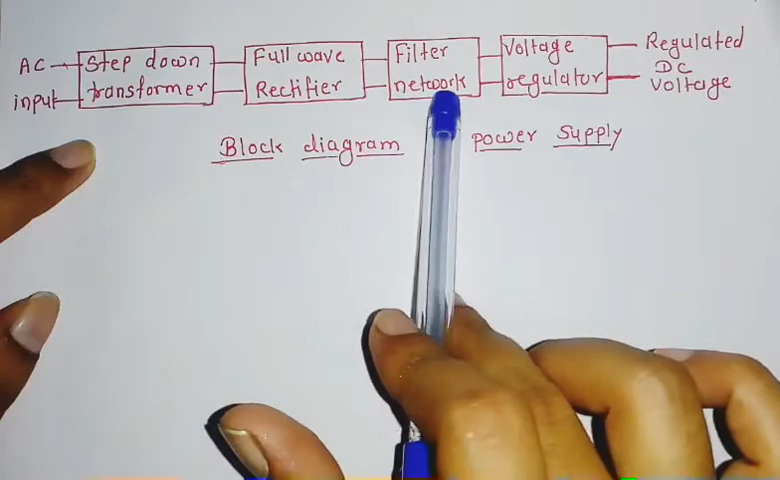 AC
input
Step down
transformer
Full wave
Rectifier
Filter
network
Voltage
regulator
Regulated
DC
Voltage
Block diagram power supply